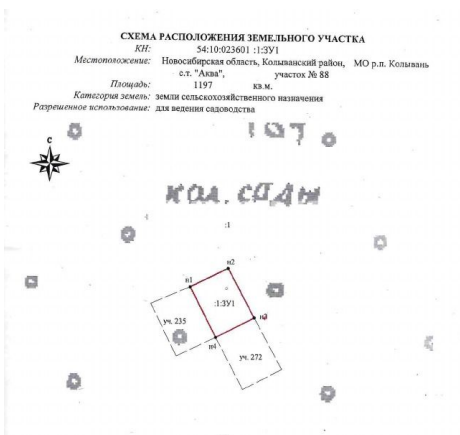 СХЕМА РАСПОЛОЖЕНИЯ ЗЕМЕЛЬНОГО УЧАСТКА
КН: 54:10:023601 :1:ЗУ1
Местоположение: Новосибирская область, Колыванский район, МО р.п. Колывань
с.т. "Аква", участок № 88
Площадь: 1197 кв.м.
Категория земель: земли сельскохозяйственного назначения
Разрешенное использование: для ведения садоводства
С
кол. сады
:1
н2
н1
:1:ЗУ1
н3
уч. 235
н4
уч. 272